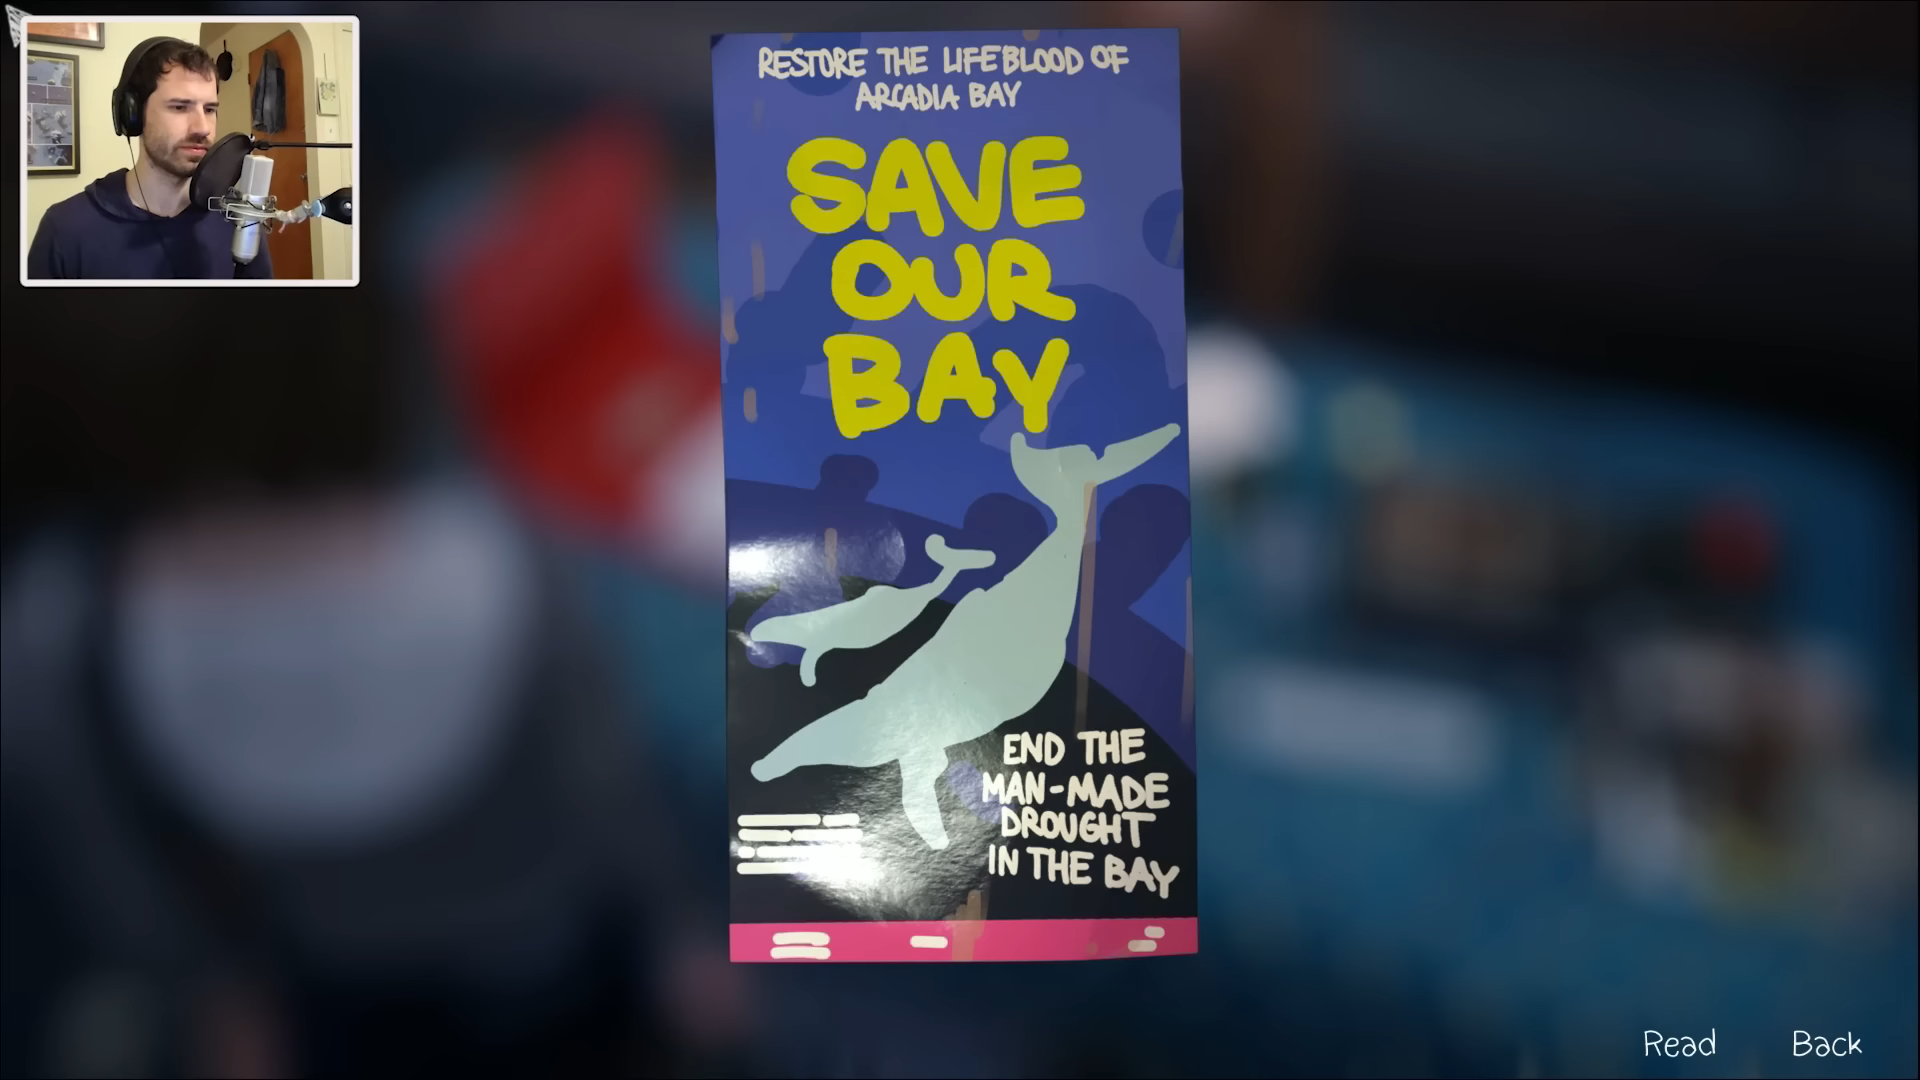 RESTORE THE LIFEBLOOD OF
ARCADIA BAY
SAVE
OUR
BAY
END THE
MAN-MADE
DROUGHT
IN THE BAY
Read Back